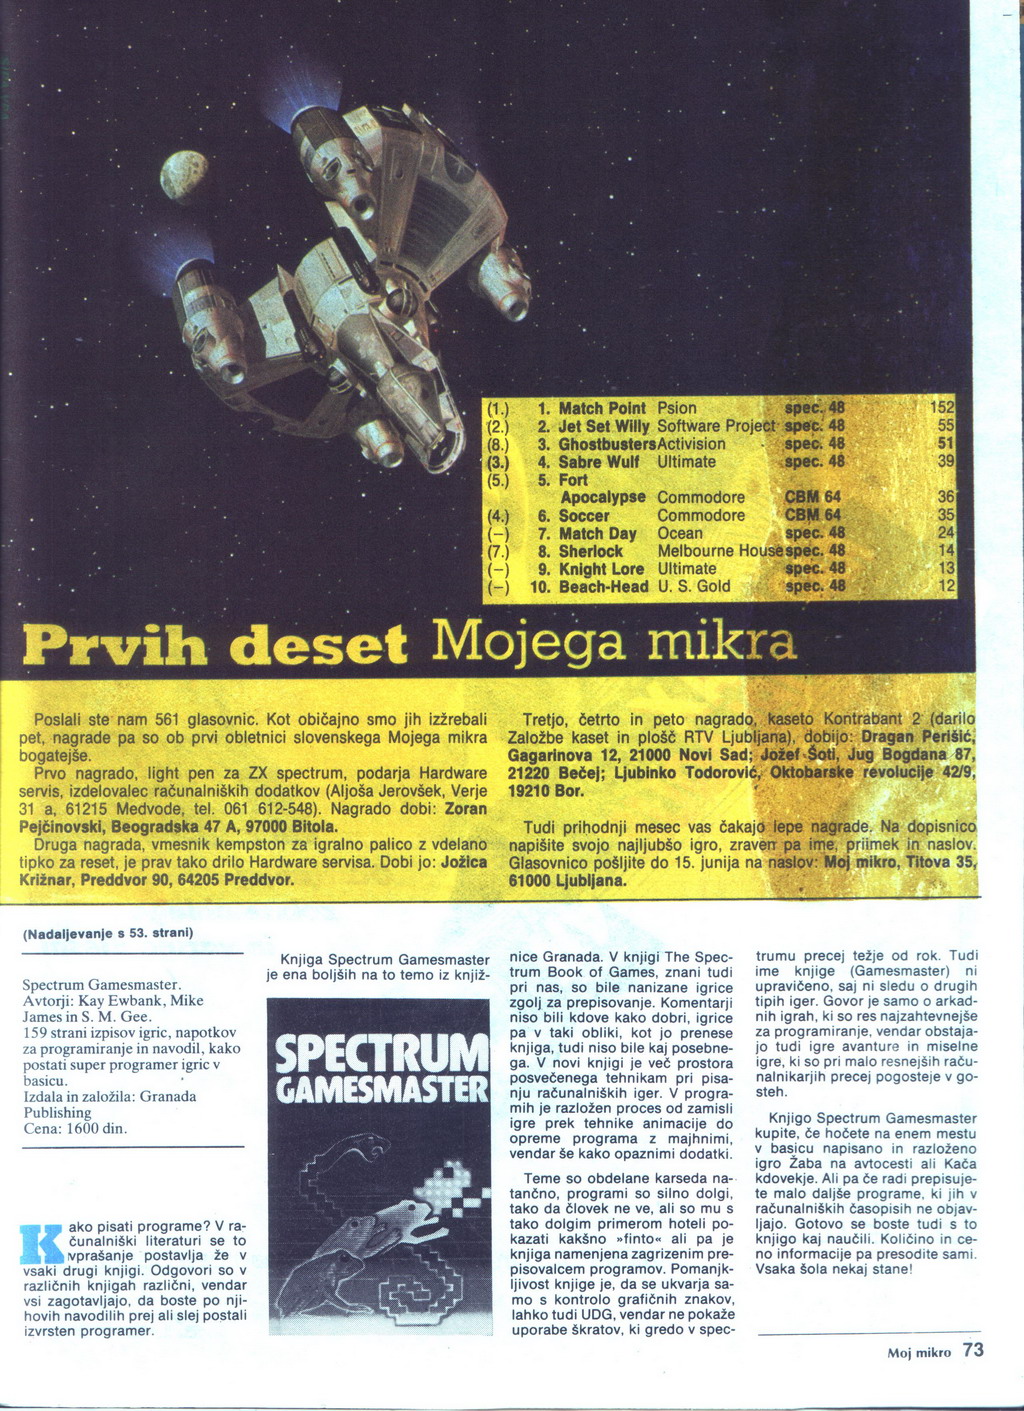 (1.) 1. Match Point Psion spec. 48 152
(2.) 2. Jet Set Willy Software Project spec. 48 55
(8.) 3. Ghostbusters Activision spec. 48 51
(3.) 4. Sabre Wulf Ultimate spec. 48 39
(5.) 5. Fort
Apocalypse Commodore CBM 64 36
(4.) 6. Soccer Commodore CBM 64 35
(–) 7. Match Day Ocean spec. 48 24
(7.) 8. Sherlock Melbourne House spec. 48 14
(–) 9. Knight Lore Ultimate spec. 48 13
(–) 10. Beach-Head U. S. Gold spec. 48 12
Prvih deset Mojega mikra
Poslali ste nam 561 glasovnic. Kot običajno smo jih izžrebali
pet, nagrade pa so ob prvi obletnici slovenskega Mojega mikra
bogatejše.
Prvo nagrado, light pen za ZX spectrum, podarja Hardware
servis, izdelovalec računalniških dodatkov (Aljoša Jerovšek, Verje
31 a, 61215 Medvode, tel. 061 612-548). Nagrado dobi: Zoran
Pejčinovski, Beogradska 47 A, 97000 Bitola.
Druga nagrada, vmesnik kempston za igralno palico z vdelano
tipko za reset, je prav tako drilo Hardware servisa. Dobi jo: Jožica
Križnar, Preddvor 90, 64205 Preddvor.
Tretjo, četrto in peto nagrado, kaseto Kontrabant 2 (darilo
Založbe kaset in plošč RTV Ljubljana), dobijo: Dragan Perišić,
Gagarinova 12, 21000 Novi Sad; Jožef Šoti, Jug Bogdana 87,
21220 Bečej; Ljubinko Todorović, Oktobarske revolucije 42/9,
19210 Bor.
Tudi prihodnji mesec vas čakajo lepe nagrade. Na dopisnico
napišite svojo najljubšo igro, zraven pa ime, priimek in naslov.
Glasovnico pošljite do 15. junija na naslov: Moj mikro, Titova 35,
61000 Ljubljana.
(Nadaljevanje s 53. strani)
Spectrum Gamesmaster.
Avtorji: Kay Ewbank, Mike
James in S. M. Gee.
159 strani izpisov igric, napotkov
za programiranje in navodil, kako
postati super programer igric v
basicu.
Izdala in založila: Granada
Publishing
Cena: 1600 din.
Kako pisati programe? V ra-
čunalniški literaturi se to
vprašanje postavlja že v
vsaki drugi knjigi. Odgovori so v
različnih knjigah različni, vendar
vsi zagotavljajo, da boste po nji-
hovih navodilih prej ali slej postali
izvrsten programer.
Knjiga Spectrum Gamesmaster
je ena boljših na to temo iz knjiž-
SPECTRUM
GAMESMASTER
nice Granada. V knjigi The Spec-
trum Book of Games, znani tudi
pri nas, so bile nanizane igrice
zgolj za prepisovanje. Komentarji
niso bili kdove kako dobri, igrice
pa v taki obliki, kot jo prenese
knjiga, tudi niso bile kaj posebne-
ga. V novi knjigi je več prostora
posvečenega tehnikam pri pisa-
nju računalniških iger. V progra-
mih je razložen proces od zamisli
igre prek tehnike animacije do
opreme programa z majhnimi,
vendar še kako opaznimi dodatki.
Teme so obdelane karseda na-
tančno, programi so silno dolgi,
tako da človek ne ve, ali so mu s
tako dolgim primerom hoteli po-
kazati kakšno »finto« ali pa je
knjiga namenjena zagrizenim pre-
pisovalcem programov. Pomanjk-
ljivost knjige je, da se ukvarja sa-
mo s kontrolo grafičnih znakov,
lahko tudi UDG, vendar ne pokaže
uporabe škratov, ki gredo v spec-
trumu precej težje od rok. Tudi
ime knjige (Gamesmaster) ni
upravičeno, saj ni sledu o drugih
tipih iger. Govor je samo o arkad-
nih igrah, ki so res najzahtevnejše
za programiranje, vendar obstaja-
jo tudi igre avanture in miselne
igre, ki so pri malo resnejših raču-
nalnikarjih precej pogosteje v go-
steh.
Knjigo Spectrum Gamesmaster
kupite, če hočete na enem mestu
v basicu napisano in razloženo
igro Žaba na avtocesti ali Kača
kdovekje. Ali pa če radi prepisuje-
te malo daljše programe, ki jih v
računalniških časopisih ne objav-
ljajo. Gotovo se boste tudi s to
knjigo kaj naučili. Količino in ce-
no informacije pa presodite sami.
Vsaka šola nekaj stane!
Moj mikro 73